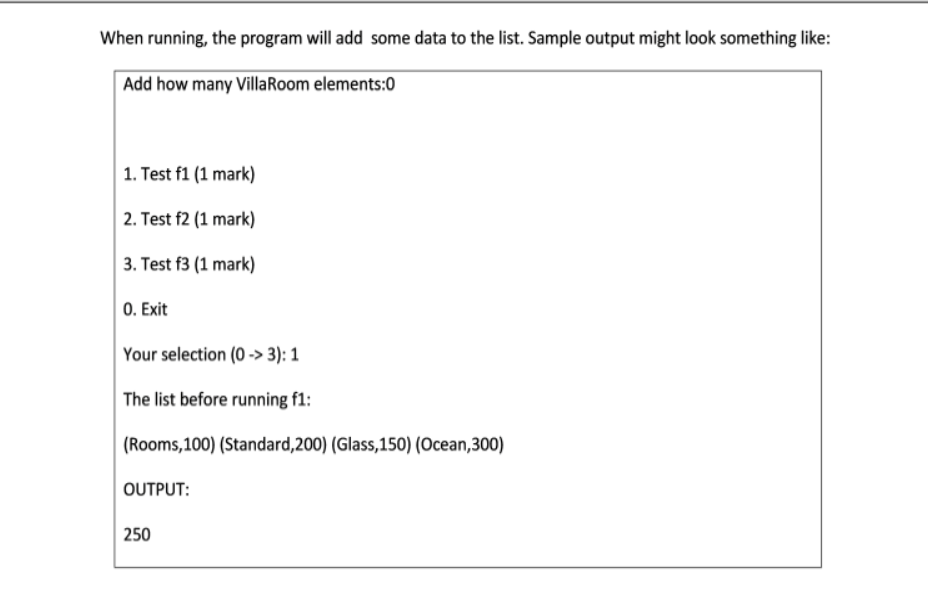 When running, the program will add some data to the list. Sample output might look something like:
Add how many VillaRoom elements:0
1. Test f1 (1 mark)
2. Test f2 (1 mark)
3. Test f3 (1 mark)
0. Exit
Your selection (0 -> 3): 1
The list before running f1:
(Rooms,100) (Standard,200) (Glass,150) (Ocean,300)
OUTPUT:
250